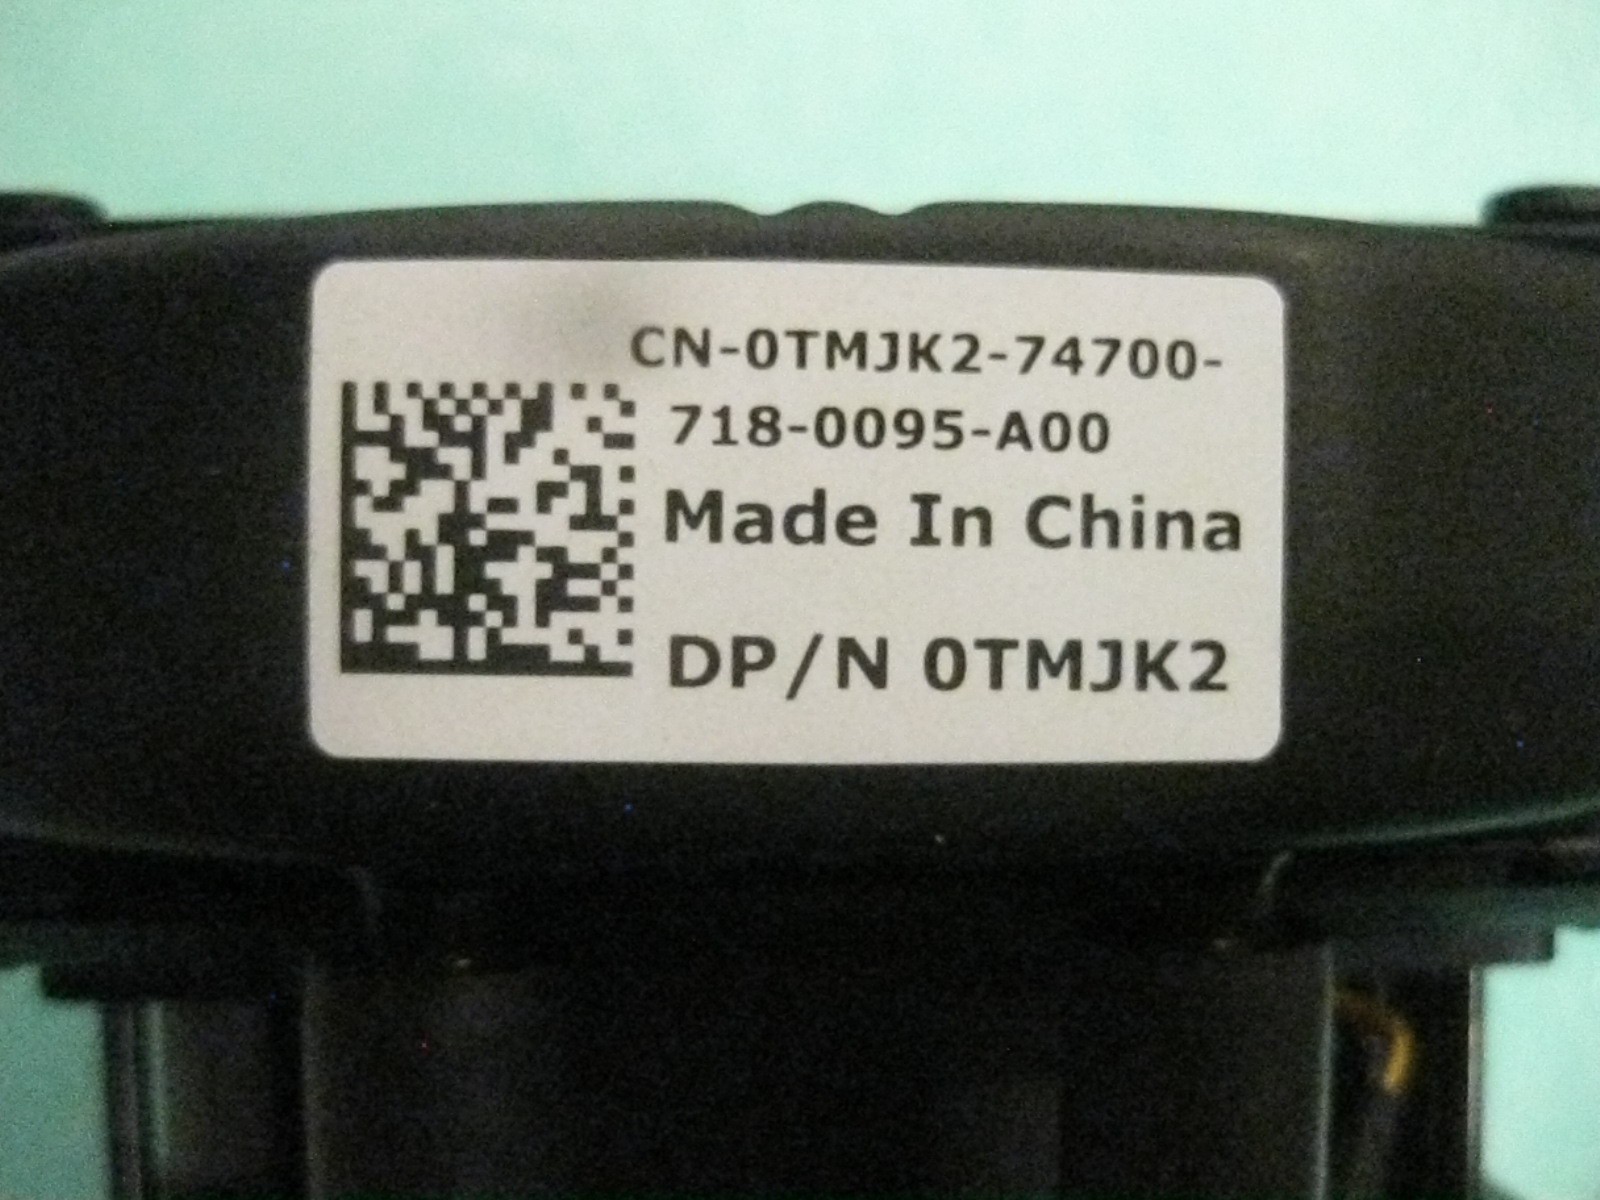 CN-0TMJK2-74700-
718-0095-A00
Made In China
DP/N 0TMJK2